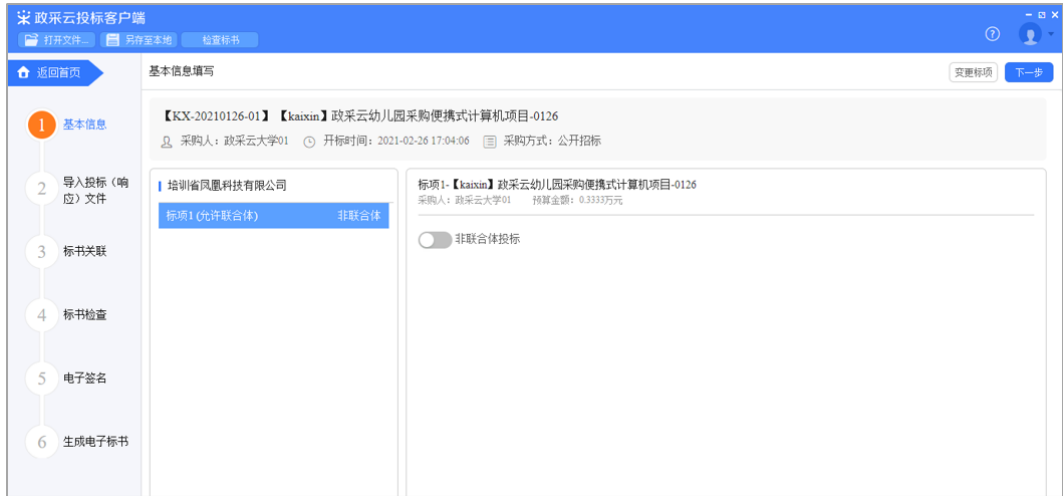 政采云投标客户端
打开文件... 另存至本地 检查标书
返回首页
基本信息填写
变更标项 下一步
1 基本信息
2 导入投标（响应）文件
3 标书关联
4 标书检查
5 电子签名
6 生成电子标书
【KX-20210126-01】【kaixin】政采云幼儿园采购便携式计算机项目-0126
采购人：政采云大学01 开标时间：2021-02-26 17:04:06 采购方式：公开招标
培训省凤凰科技有限公司
标项1 (允许联合体) 非联合体
标项1-【kaixin】政采云幼儿园采购便携式计算机项目-0126
采购人：政采云大学01 预算金额：0.3333万元
非联合体投标